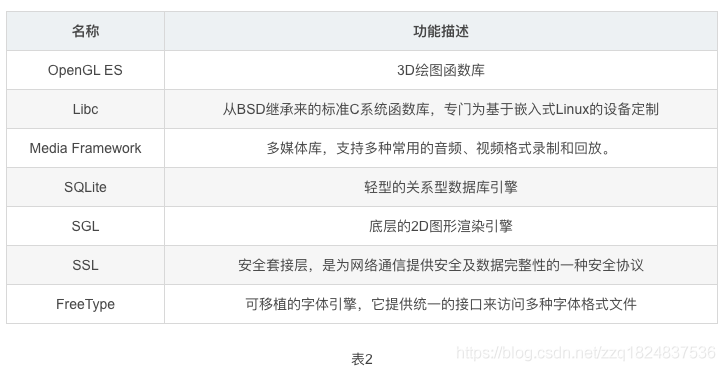 名称 功能描述
OpenGL ES 3D绘图函数库
Libc 从BSD继承来的标准C系统函数库，专门为基于嵌入式Linux的设备定制
Media Framework 多媒体库，支持多种常用的音频、视频格式录制和回放。
SQLite 轻型的关系型数据库引擎
SGL 底层的2D图形渲染引擎
SSL 安全套接层，是为网络通信提供安全及数据完整性的一种安全协议
FreeType 可移植的字体引擎，它提供统一的接口来访问多种字体格式文件
表2
https://blog.csdn.net/zzq1824837536